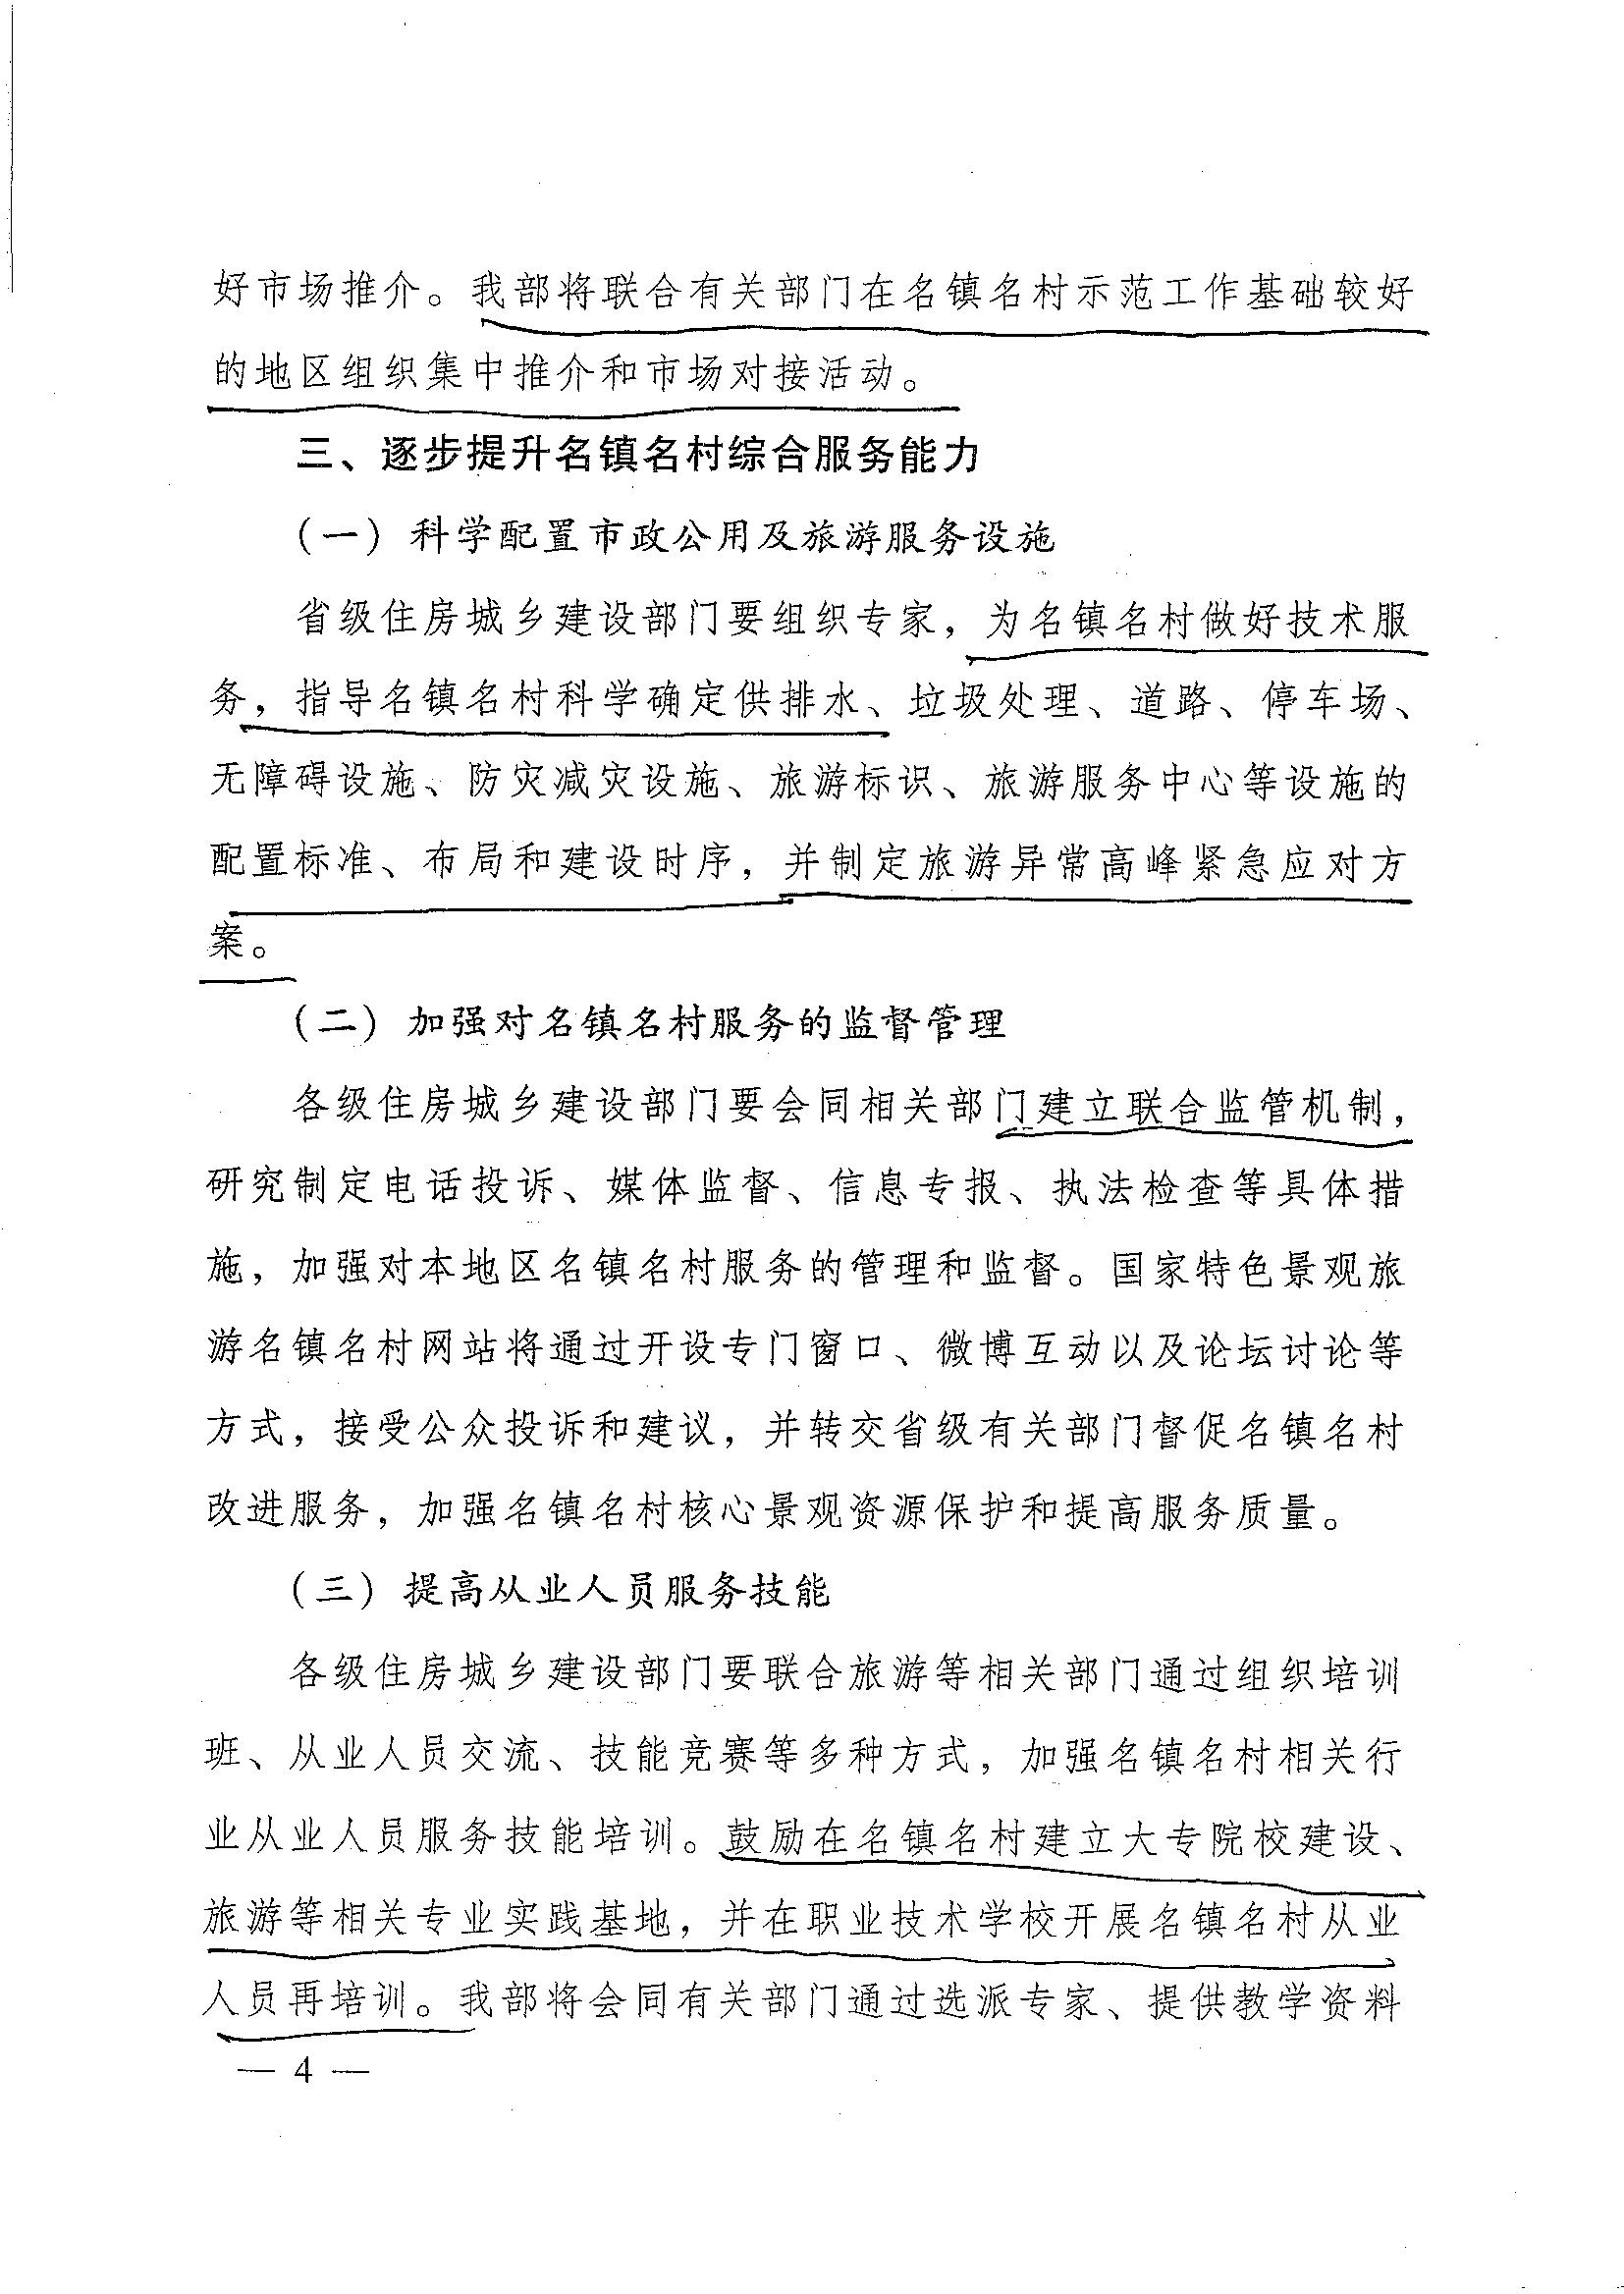 好市场推介。我部将联合有关部门在名镇名村示范工作基础较好
的地区组织集中推介和市场对接活动。
三、逐步提升名镇名村综合服务能力
（一）科学配置市政公用及旅游服务设施
省级住房城乡建设部门要组织专家，为名镇名村做好技术服
务，指导名镇名村科学确定供排水、垃圾处理、道路、停车场、
无障碍设施、防灾减灾设施、旅游标识、旅游服务中心等设施的
配置标准、布局和建设时序，并制定旅游异常高峰紧急应对方
案。
（二）加强对名镇名村服务的监督管理
各级住房城乡建设部门要会同相关部门建立联合监管机制，
研究制定电话投诉、媒体监督、信息专报、执法检查等具体措
施，加强对本地区名镇名村服务的管理和监督。国家特色景观旅
游名镇名村网站将通过开设专门窗口、微博互动以及论坛讨论等
方式，接受公众投诉和建议，并转交省级有关部门督促名镇名村
改进服务，加强名镇名村核心景观资源保护和提高服务质量。
（三）提高从业人员服务技能
各级住房城乡建设部门要联合旅游等相关部门通过组织培训
班、从业人员交流、技能竞赛等多种方式，加强名镇名村相关行
业从业人员服务技能培训。鼓励在名镇名村建立大专院校建设、
旅游等相关专业实践基地，并在职业技术学校开展名镇名村从业
人员再培训。我部将会同有关部门通过选派专家、提供教学资料
— 4 —